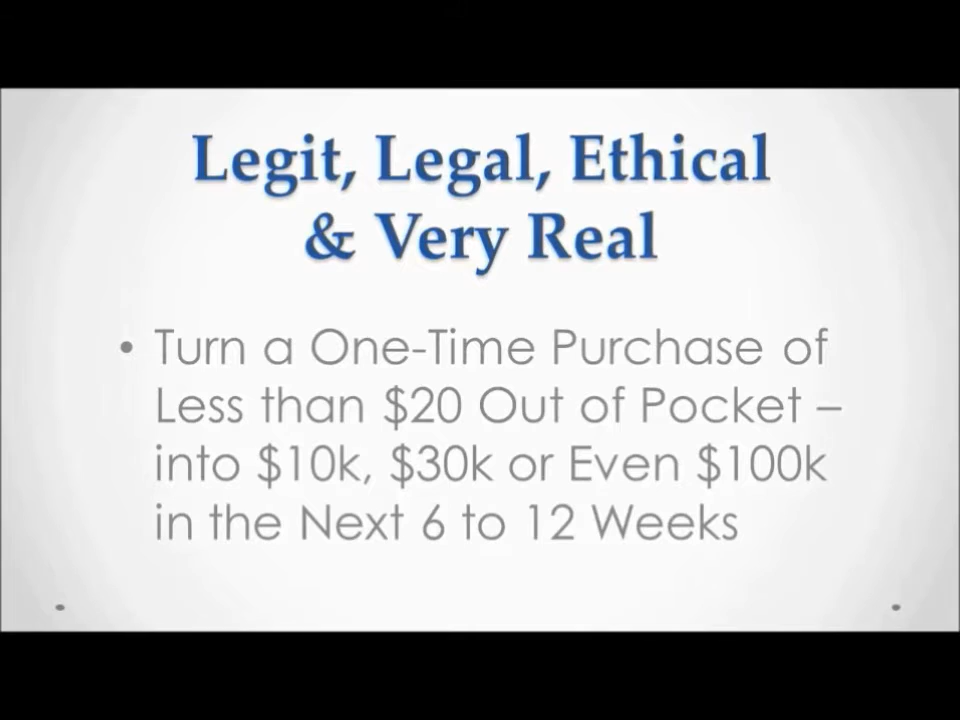 Legit, Legal, Ethical
& Very Real
• Turn a One-Time Purchase of
Less than $20 Out of Pocket –
into $10k, $30k or Even $100k
in the Next 6 to 12 Weeks